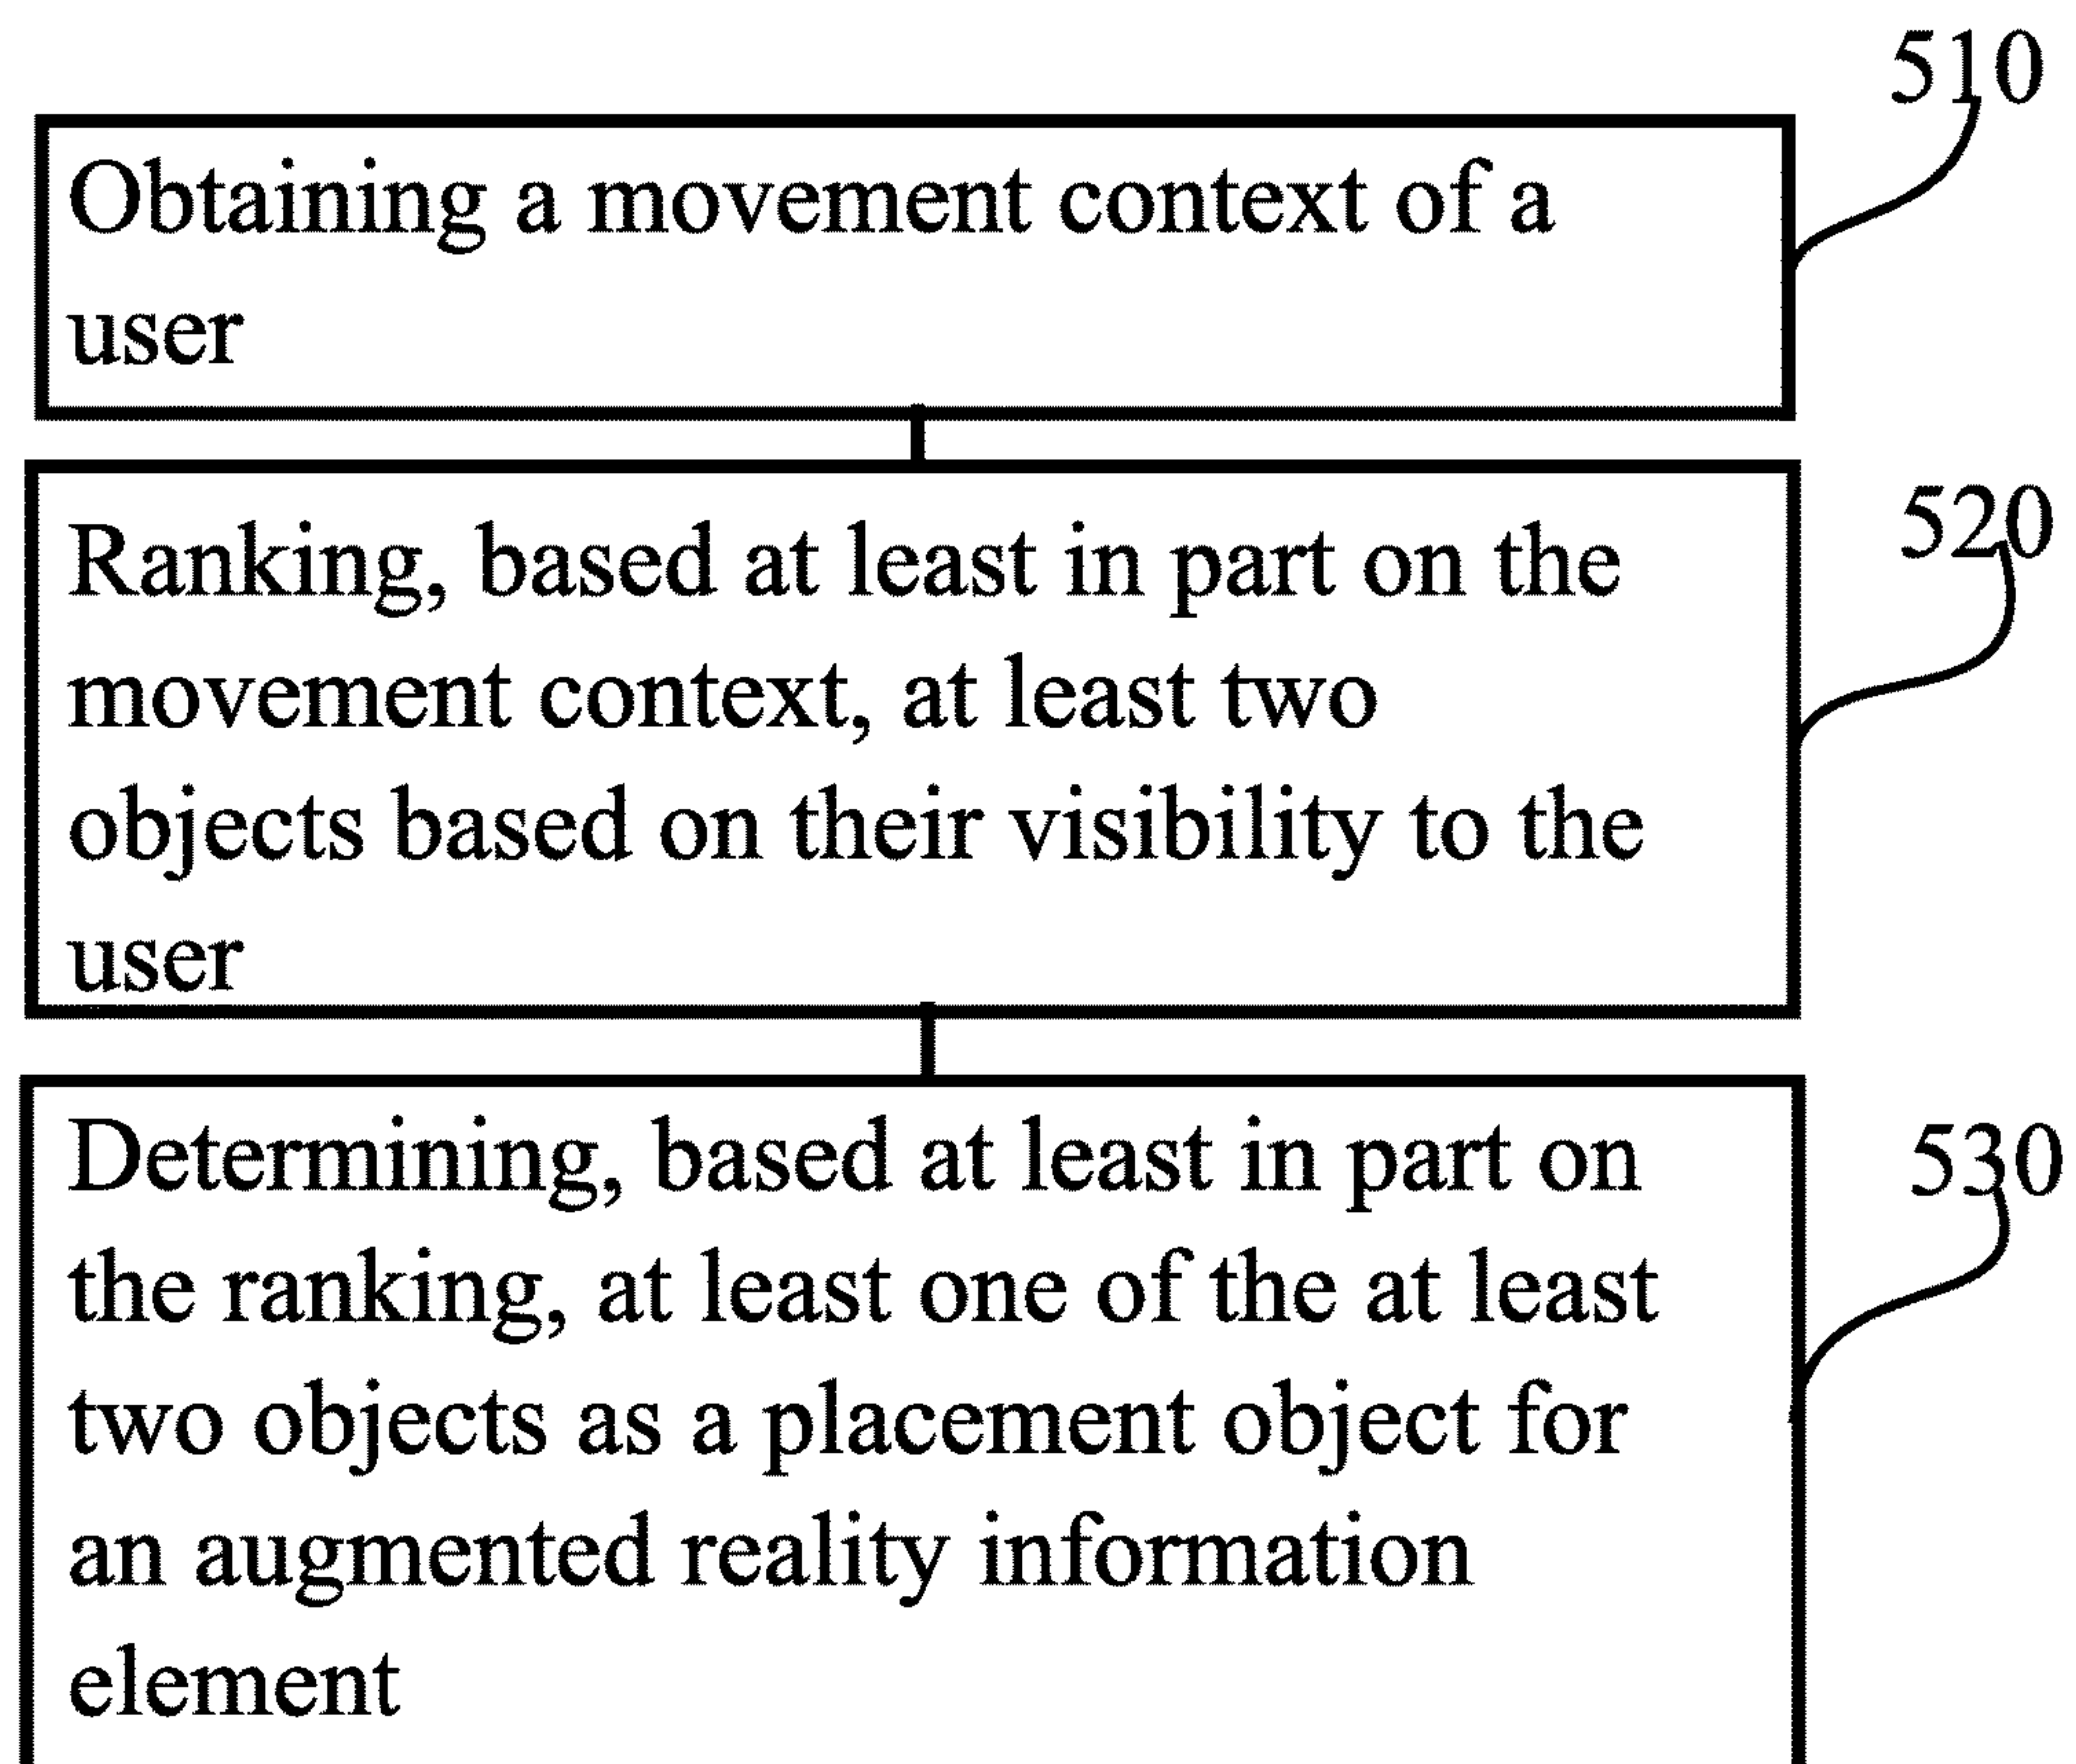 510
Obtaining a movement context of a
user
520
Ranking, based at least in part on the
movement context, at least two
objects based on their visibility to the
user
530
Determining, based at least in part on
the ranking, at least one of the at least
two objects as a placement object for
an augmented reality information
element